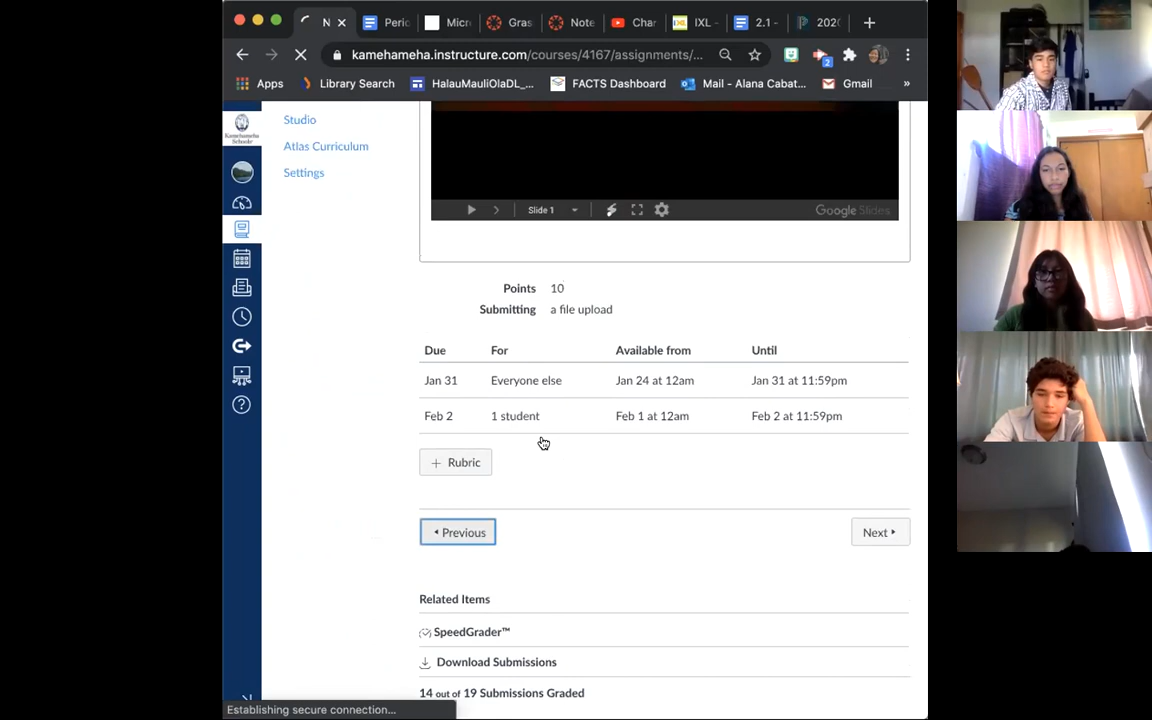 N
Perio
Micr
Gras
Note
Char
IXL -
2.1 -
202
kamehameha.instructure.com/courses/4167/assignments/...
2
Apps
Library Search
HalauMauliOlaDL_...
FACTS Dashboard
Mail - Alana Cabat...
Gmail
»
Kamehameha Schools
Studio
Atlas Curriculum
Settings
Slide 1
Google Slides
Points 10
Submitting a file upload
Due For Available from Until
Jan 31 Everyone else Jan 24 at 12am Jan 31 at 11:59pm
Feb 2 1 student Feb 1 at 12am Feb 2 at 11:59pm
+ Rubric
Previous
Next
Related Items
SpeedGrader™
Download Submissions
14 out of 19 Submissions Graded
Establishing secure connection...